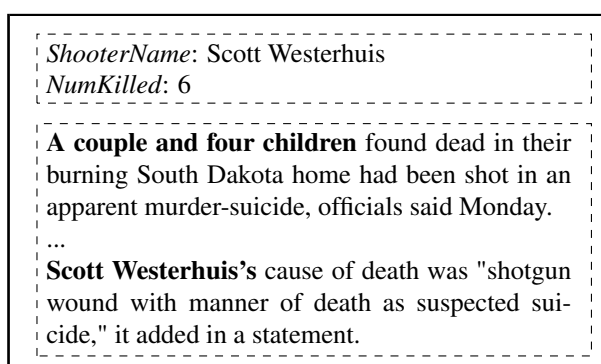 ShooterName: Scott Westerhuis
NumKilled: 6
A couple and four children found dead in their
burning South Dakota home had been shot in an
apparent murder-suicide, officials said Monday.
...
Scott Westerhuis's cause of death was "shotgun
wound with manner of death as suspected sui-
cide," it added in a statement.